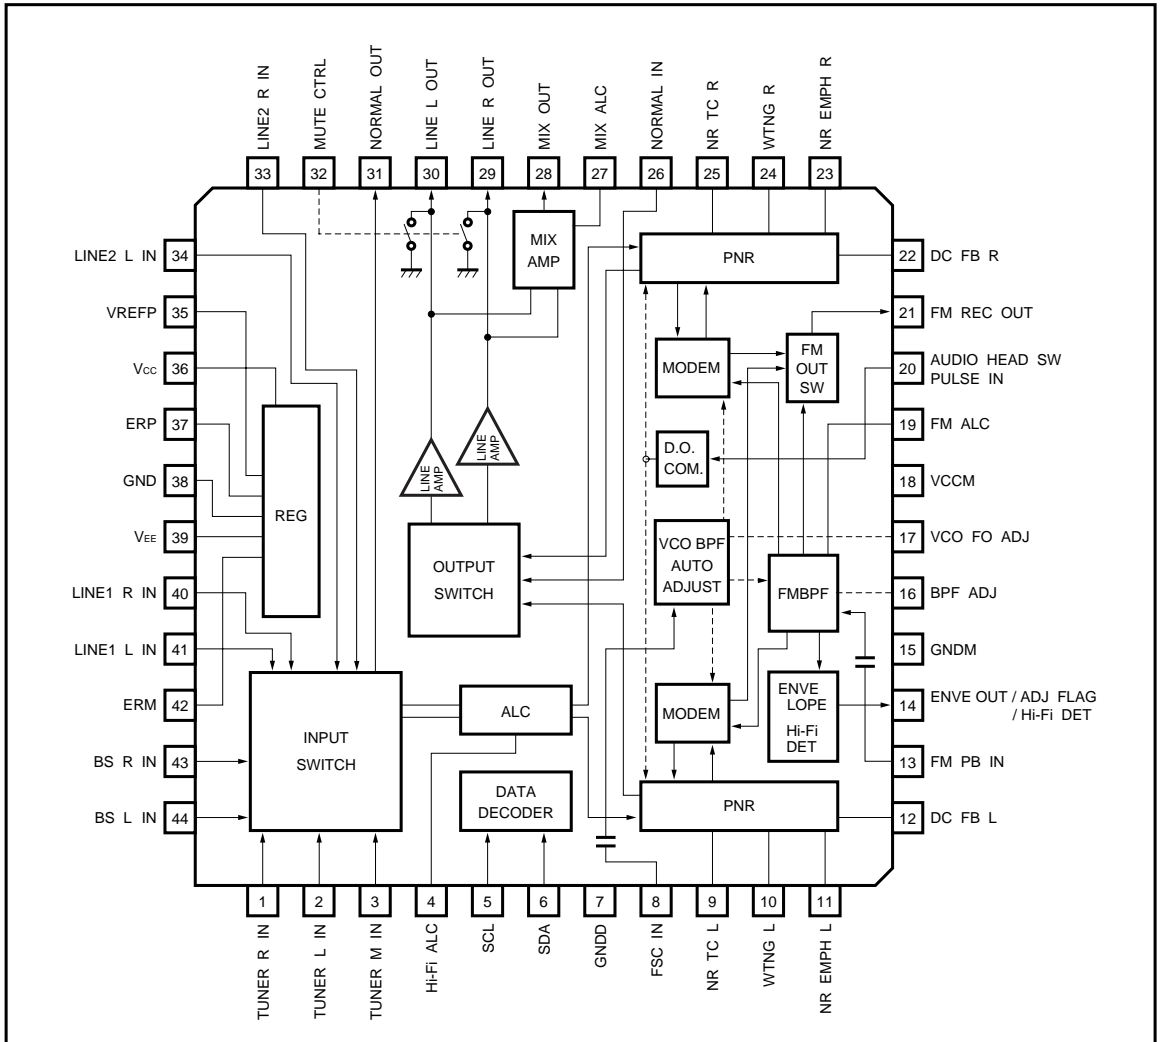 LINE2 R IN
MUTE CTRL
NORMAL OUT
LINE L OUT
LINE R OUT
MIX OUT
MIX ALC
NORMAL IN
NR TC R
WTNG R
NR EMPH R
33
32
31
30
29
28
27
26
25
24
23
LINE2 L IN
34
VREFP
35
VCC
36
ERP
37
GND
38
VEE
39
LINE1 R IN
40
LINE1 L IN
41
ERM
42
BS R IN
43
BS L IN
44
MIX
AMP
PNR
MODEM
FM
OUT
SW
LINE
AMP
LINE
AMP
D.O.
COM.
REG
OUTPUT
SWITCH
VCO BPF
AUTO
ADJUST
FMBPF
INPUT
SWITCH
ALC
MODEM
ENVE
LOPE
Hi-Fi
DET
DATA
DECODER
PNR
22
DC FB R
21
FM REC OUT
20
AUDIO HEAD SW
PULSE IN
19
FM ALC
18
VCCM
17
VCO FO ADJ
16
BPF ADJ
15
GNDM
14
ENVE OUT / ADJ FLAG
/ Hi-Fi DET
13
FM PB IN
12
DC FB L
1
2
3
4
5
6
7
8
9
10
11
TUNER R IN
TUNER L IN
TUNER M IN
Hi-Fi ALC
SCL
SDA
GNDD
FSC IN
NR TC L
WTNG L
NR EMPH L